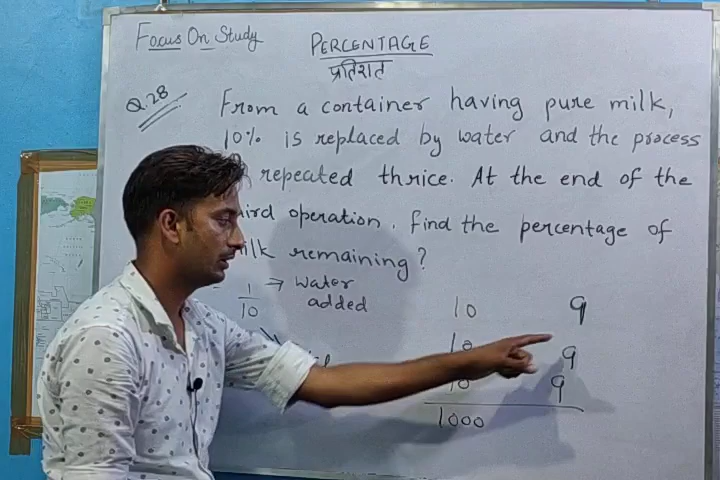 Focus On Study
PERCENTAGE
प्रतिशत
Q.28
From a container having pure milk,
10% is replaced by water and the process
repeated thrice. At the end of the
operation, find the percentage of
remaining?
1/10 → Water added
10 9
10 9
10 9
1000